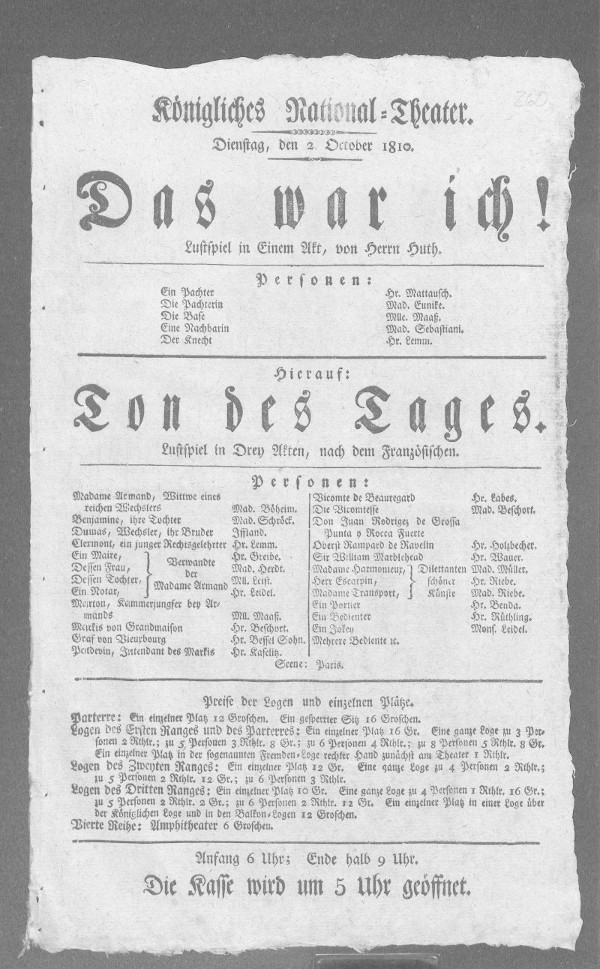 Königliches National-Theater.
Dienstag, den 2. October 1810.
Das war ich!
Lustspiel in Einem Akt, von Herrn Huth.
Personen:
Ein Pachter Hr. Mattausch.
Die Pachterin Mad. Eunike.
Die Base Mlle. Maaß.
Eine Nachbarin Mad. Sebastiani.
Der Knecht Hr. Lemm.
Hierauf:
Ton des Tages.
Lustspiel in Drey Akten, nach dem Französischen.
Personen:
Madame Armand, Wittwe eines
reichen Wechslers Mad. Böheim.
Benjamine, ihre Tochter Mad. Schröck.
Dumas, Wechsler, ihr Bruder Iffland.
Clermont, ein junger Rechtsgelehrter Hr. Lemm.
Ein Maire, Hr. Greibe.
Dessen Frau, Mad. Herdt.
Dessen Tochter, Mll. Leist.
Ein Notar, Hr. Leidel.
Verwandte
der
Madame Armand
Marton, Kammerjungfer bey Ar-
mands Mll. Maaß.
Markis von Grandmaison Hr. Beschort.
Graf von Vieuxbourg Hr. Bessel Sohn.
Poitdevin, Intendant des Markis Hr. Kaselitz.
Vicomte de Beauregard Hr. Labes.
Die Vicomtesse Mad. Beschort.
Don Juan Rodrigez de Grossa
Punta y Rocca Fuerte
Oberst Rampard de Ravelin Hr. Holzbecher.
Sir William Marblehead Hr. Wauer.
Madame Harmonieux, Mad. Müller.
Herr Escarpin, Hr. Riebe.
Madame Transport, Mad. Riebe.
Dilettanten
schöner
Künste
Ein Portier Hr. Benda.
Ein Bedienter Hr. Rüthling.
Ein Jokey Mons. Leidel.
Mehrere Bediente ꝛc.
Scene: Paris.
Preise der Logen und einzelnen Plätze.
Parterre: Ein einzelner Platz 12 Groschen. Ein gesperrter Sitz 16 Groschen.
Logen des Ersten Ranges und des Parterres: Ein einzelner Platz 16 Gr. Eine ganze Loge zu 3 Per-
sonen 2 Rthlr.; zu 5 Personen 3 Rthlr. 8 Gr.; zu 6 Personen 4 Rthlr.; zu 8 Personen 5 Rthlr. 8 Gr.
Ein einzelner Platz in der sogenannten Fremden-Loge rechter Hand zunächst am Theater 1 Rthlr.
Logen des Zweyten Ranges: Ein einzelner Platz 12 Gr. Eine ganze Loge zu 4 Personen 2 Rthlr.;
zu 5 Personen 2 Rthlr. 12 Gr.; zu 6 Personen 3 Rthlr.
Logen des Dritten Ranges: Ein einzelner Platz 10 Gr. Eine ganze Loge zu 4 Personen 1 Rthlr. 16 Gr.;
zu 5 Personen 2 Rthlr. 2 Gr.; zu 6 Personen 2 Rthlr. 12 Gr. Ein einzelner Platz in einer Loge über
der Königlichen Loge und in den Balkon-Logen 12 Groschen.
Vierte Reihe: Amphitheater 6 Groschen.
Anfang 6 Uhr; Ende halb 9 Uhr.
Die Kasse wird um 5 Uhr geöffnet.